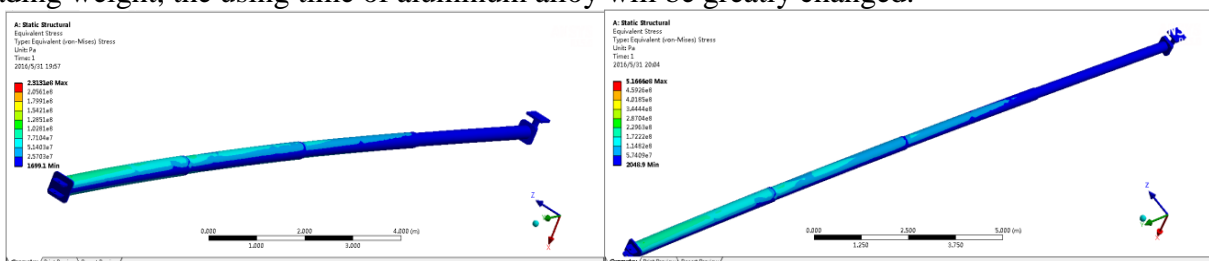 ading weight, the using time of aluminum alloy will be greatly changed.
A: Static Structural
Equivalent Stress
Type: Equivalent (von-Mises) Stress
Unit: Pa
Time: 1
2016/5/31 19:57
2.3131e8 Max
2.0561e8
1.7991e8
1.5421e8
1.2851e8
1.0281e8
7.7104e7
5.1403e7
2.5703e7
1699.1 Min
0.000
2.000
4.000 (m)
1.000
3.000
Z
X
A: Static Structural
Equivalent Stress
Type: Equivalent (von-Mises) Stress
Unit: Pa
Time: 1
2016/5/31 20:04
5.1666e8 Max
4.5926e8
4.0185e8
3.4444e8
2.8704e8
2.2963e8
1.7222e8
1.1482e8
5.7409e7
2046.9 Min
0.000
2.500
5.000 (m)
1.250
3.750
Z
X